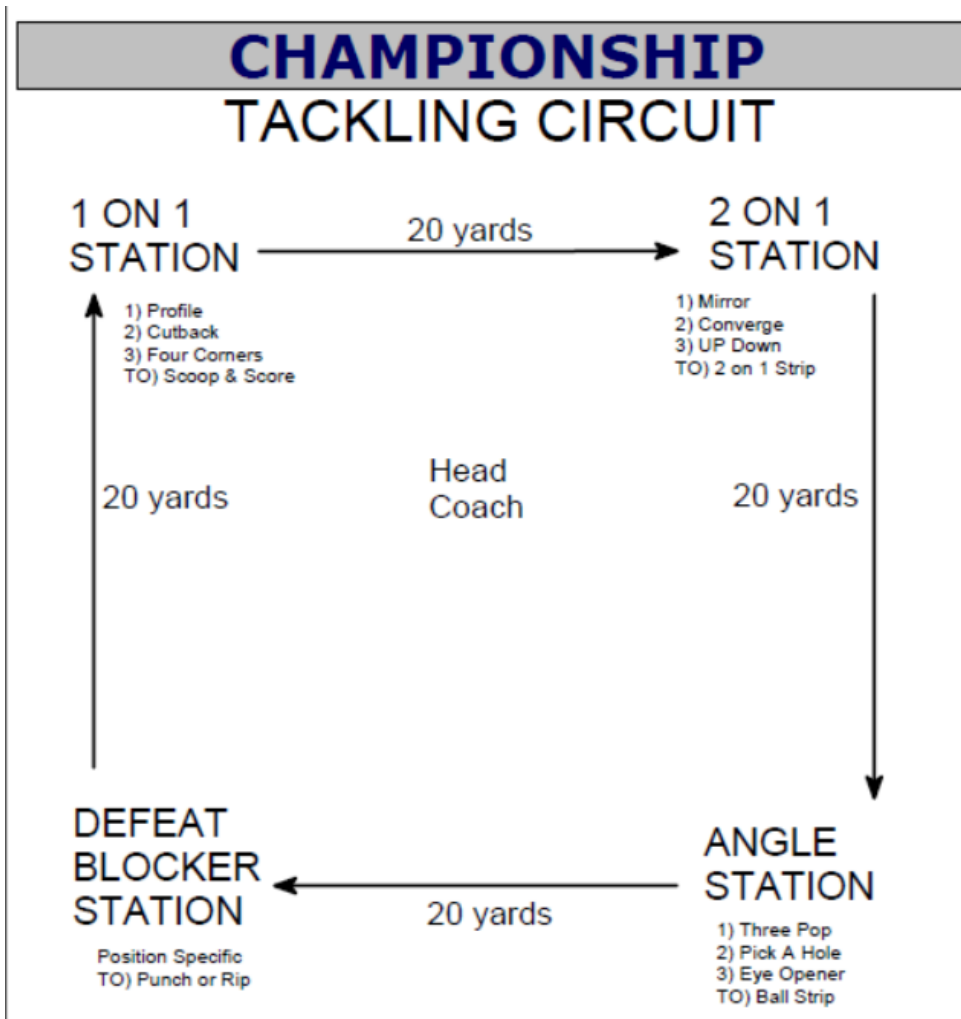 CHAMPIONSHIP
TACKLING CIRCUIT
1 ON 1
STATION
20 yards
2 ON 1
STATION
1) Profile
2) Cutback
3) Four Corners
TO) Scoop & Score
1) Mirror
2) Converge
3) UP Down
TO) 2 on 1 Strip
20 yards
Head
Coach
20 yards
DEFEAT
BLOCKER
STATION
Position Specific
TO) Punch or Rip
20 yards
ANGLE
STATION
1) Three Pop
2) Pick A Hole
3) Eye Opener
TO) Ball Strip